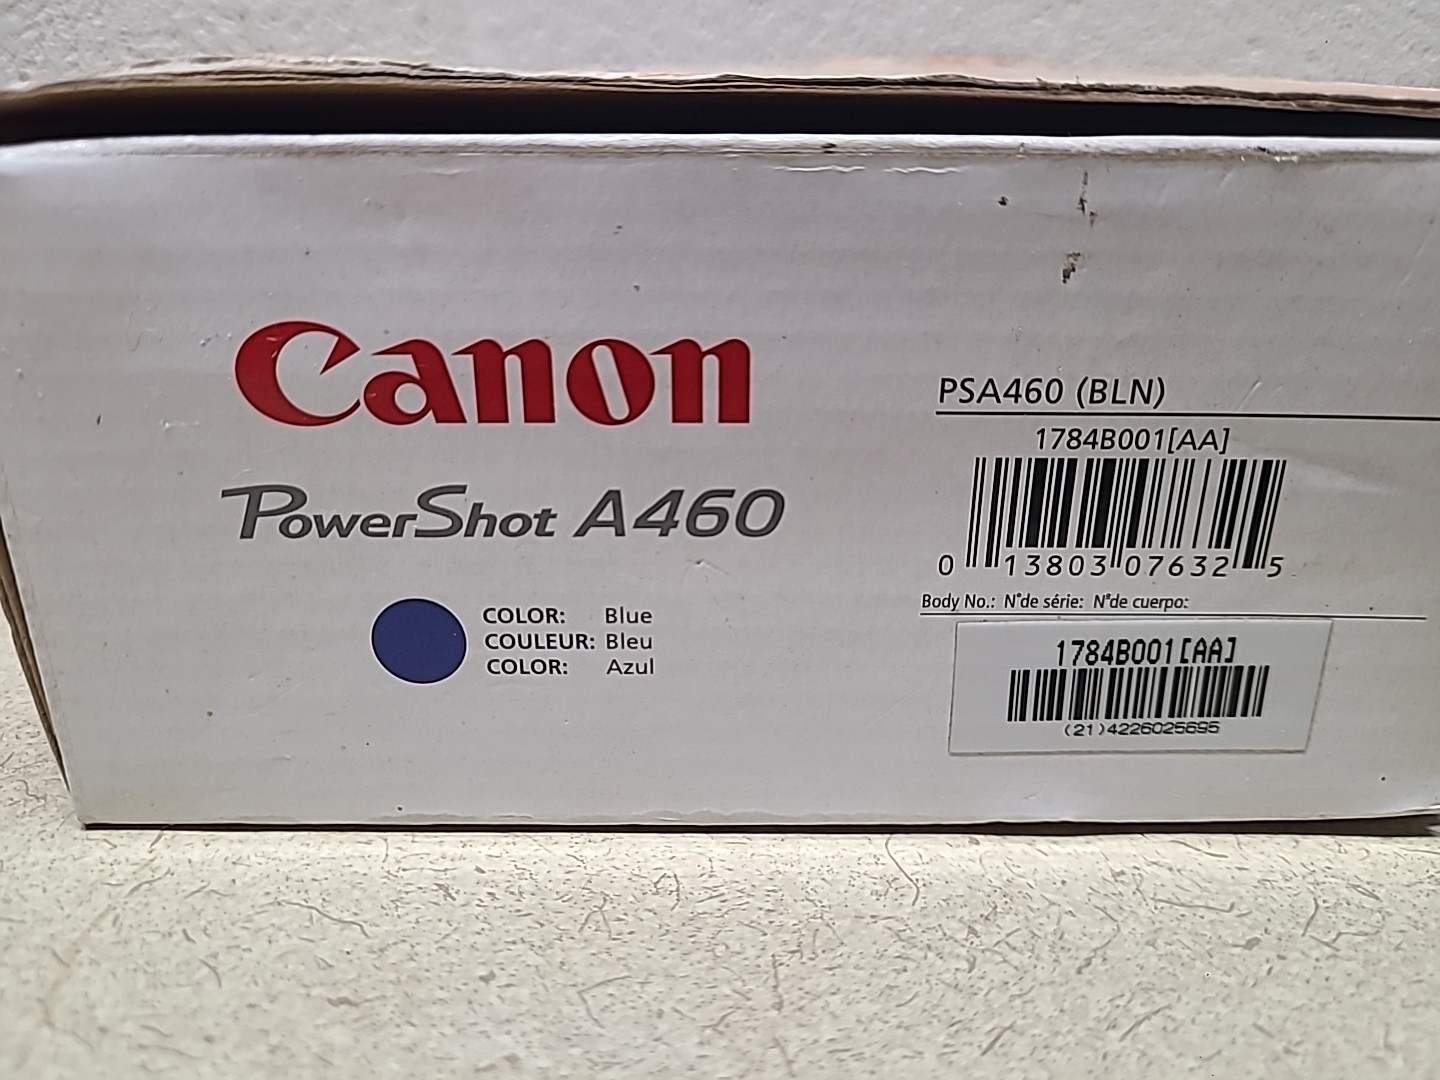 Canon
PowerShot A460
COLOR: Blue
COULEUR: Bleu
COLOR: Azul
PSA460 (BLN)
1784B001[AA]
0 13803 07632 5
Body No.: N°de série: N°de cuerpo:
1784B001[AA]
(21)4226025695